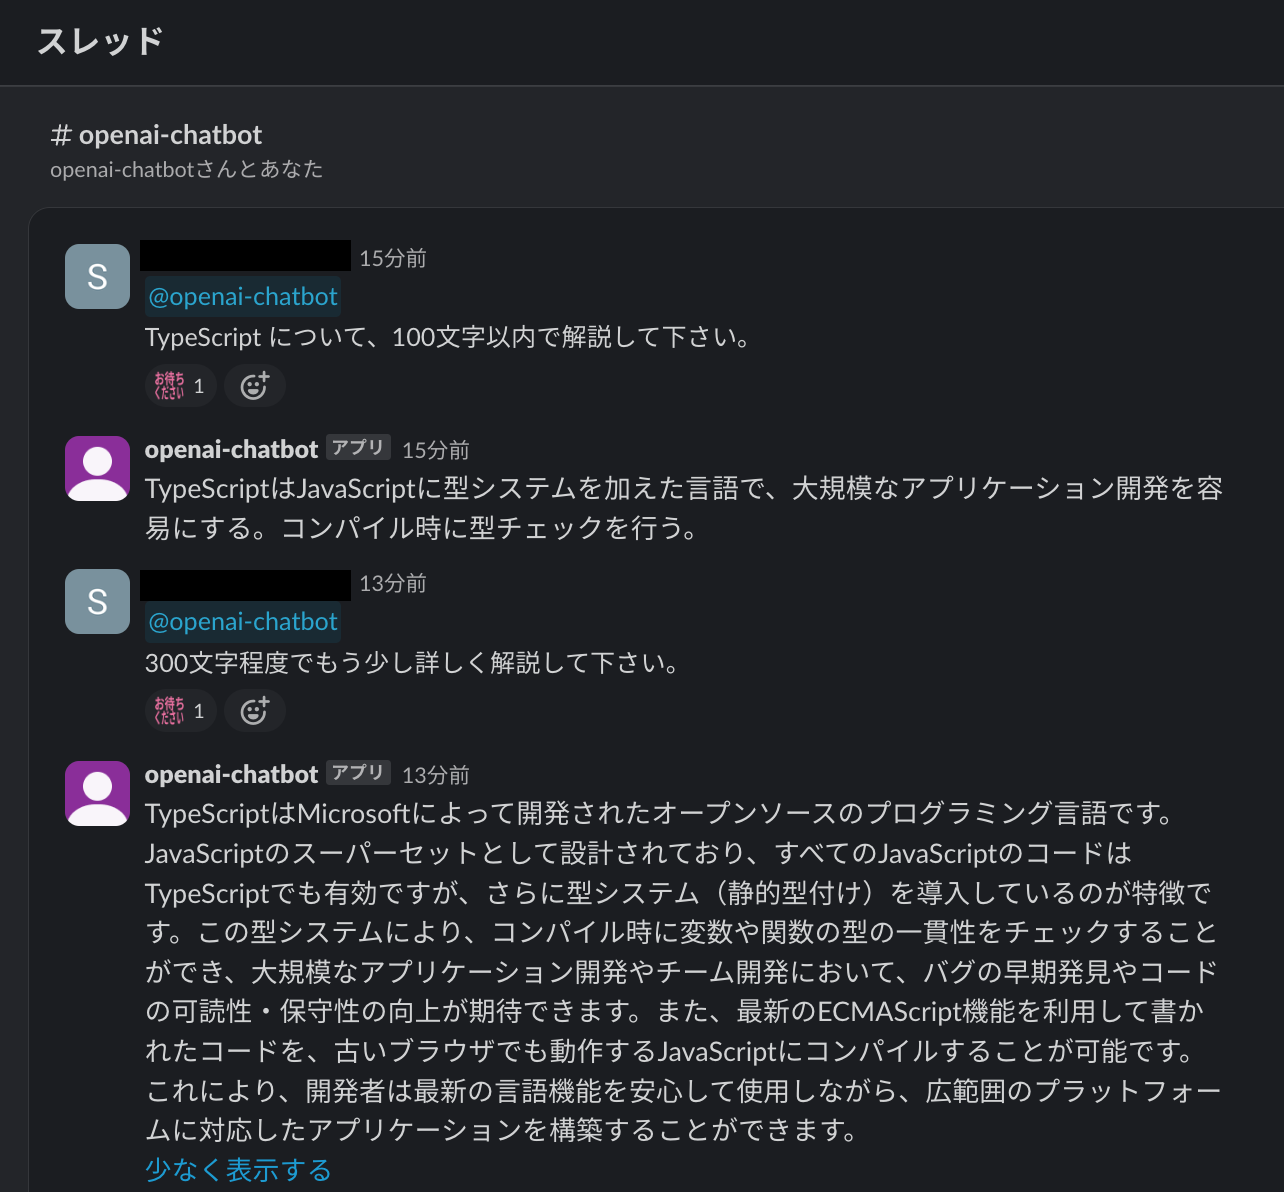 スレッド
# openai-chatbot
openai-chatbotさんとあなた
S
15分前
@openai-chatbot
TypeScript について、100文字以内で解説して下さい。
お待ち
ください
1
openai-chatbot アプリ 15分前
TypeScriptはJavaScriptに型システムを加えた言語で、大規模なアプリケーション開発を容
易にする。コンパイル時に型チェックを行う。
S
13分前
@openai-chatbot
300文字程度でもう少し詳しく解説して下さい。
お待ち
ください
1
openai-chatbot アプリ 13分前
TypeScriptはMicrosoftによって開発されたオープンソースのプログラミング言語です。
JavaScriptのスーパーセットとして設計されており、すべてのJavaScriptのコードは
TypeScriptでも有効ですが、さらに型システム（静的型付け）を導入しているのが特徴で
す。この型システムにより、コンパイル時に変数や関数の型の一貫性をチェックすること
ができ、大規模なアプリケーション開発やチーム開発において、バグの早期発見やコード
の可読性・保守性の向上が期待できます。また、最新のECMAScript機能を利用して書か
れたコードを、古いブラウザでも動作するJavaScriptにコンパイルすることが可能です。
これにより、開発者は最新の言語機能を安心して使用しながら、広範囲のプラットフォー
ムに対応したアプリケーションを構築することができます。
少なく表示する